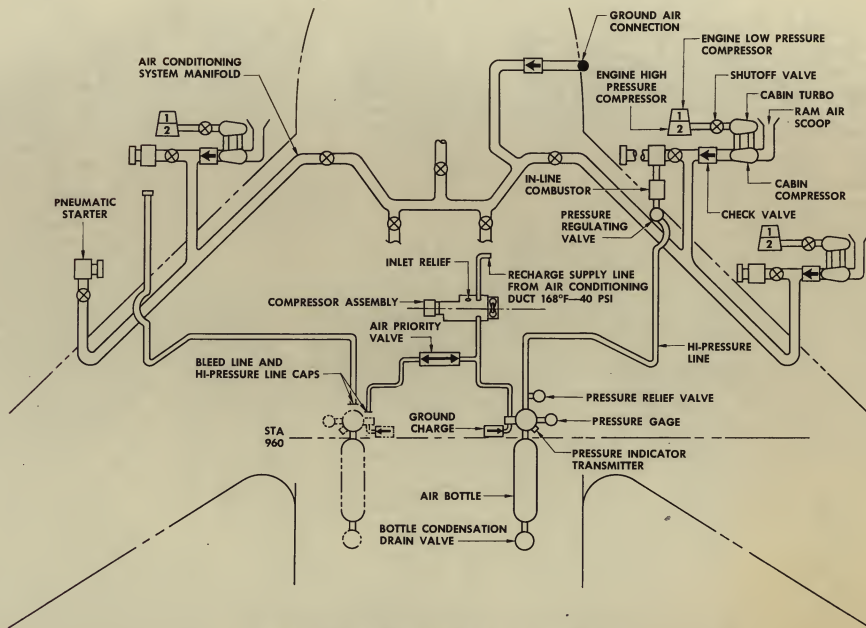 GROUND AIR
CONNECTION
ENGINE LOW PRESSURE
COMPRESSOR
AIR CONDITIONING
SYSTEM MANIFOLD
ENGINE HIGH
PRESSURE
COMPRESSOR
SHUTOFF VALVE
CABIN TURBO
RAM AIR
SCOOP
1
2
1
2
IN-LINE
COMBUSTOR
CABIN
COMPRESSOR
PNEUMATIC
STARTER
PRESSURE
REGULATING
VALVE
CHECK VALVE
1
2
INLET RELIEF
RECHARGE SUPPLY LINE
FROM AIR CONDITIONING
DUCT 168°F—40 PSI
COMPRESSOR ASSEMBLY
AIR PRIORITY
VALVE
HI-PRESSURE
LINE
BLEED LINE AND
HI-PRESSURE LINE CAPS
PRESSURE RELIEF VALVE
GROUND
CHARGE
PRESSURE GAGE
STA
960
PRESSURE INDICATOR
TRANSMITTER
AIR BOTTLE
BOTTLE CONDENSATION
DRAIN VALVE